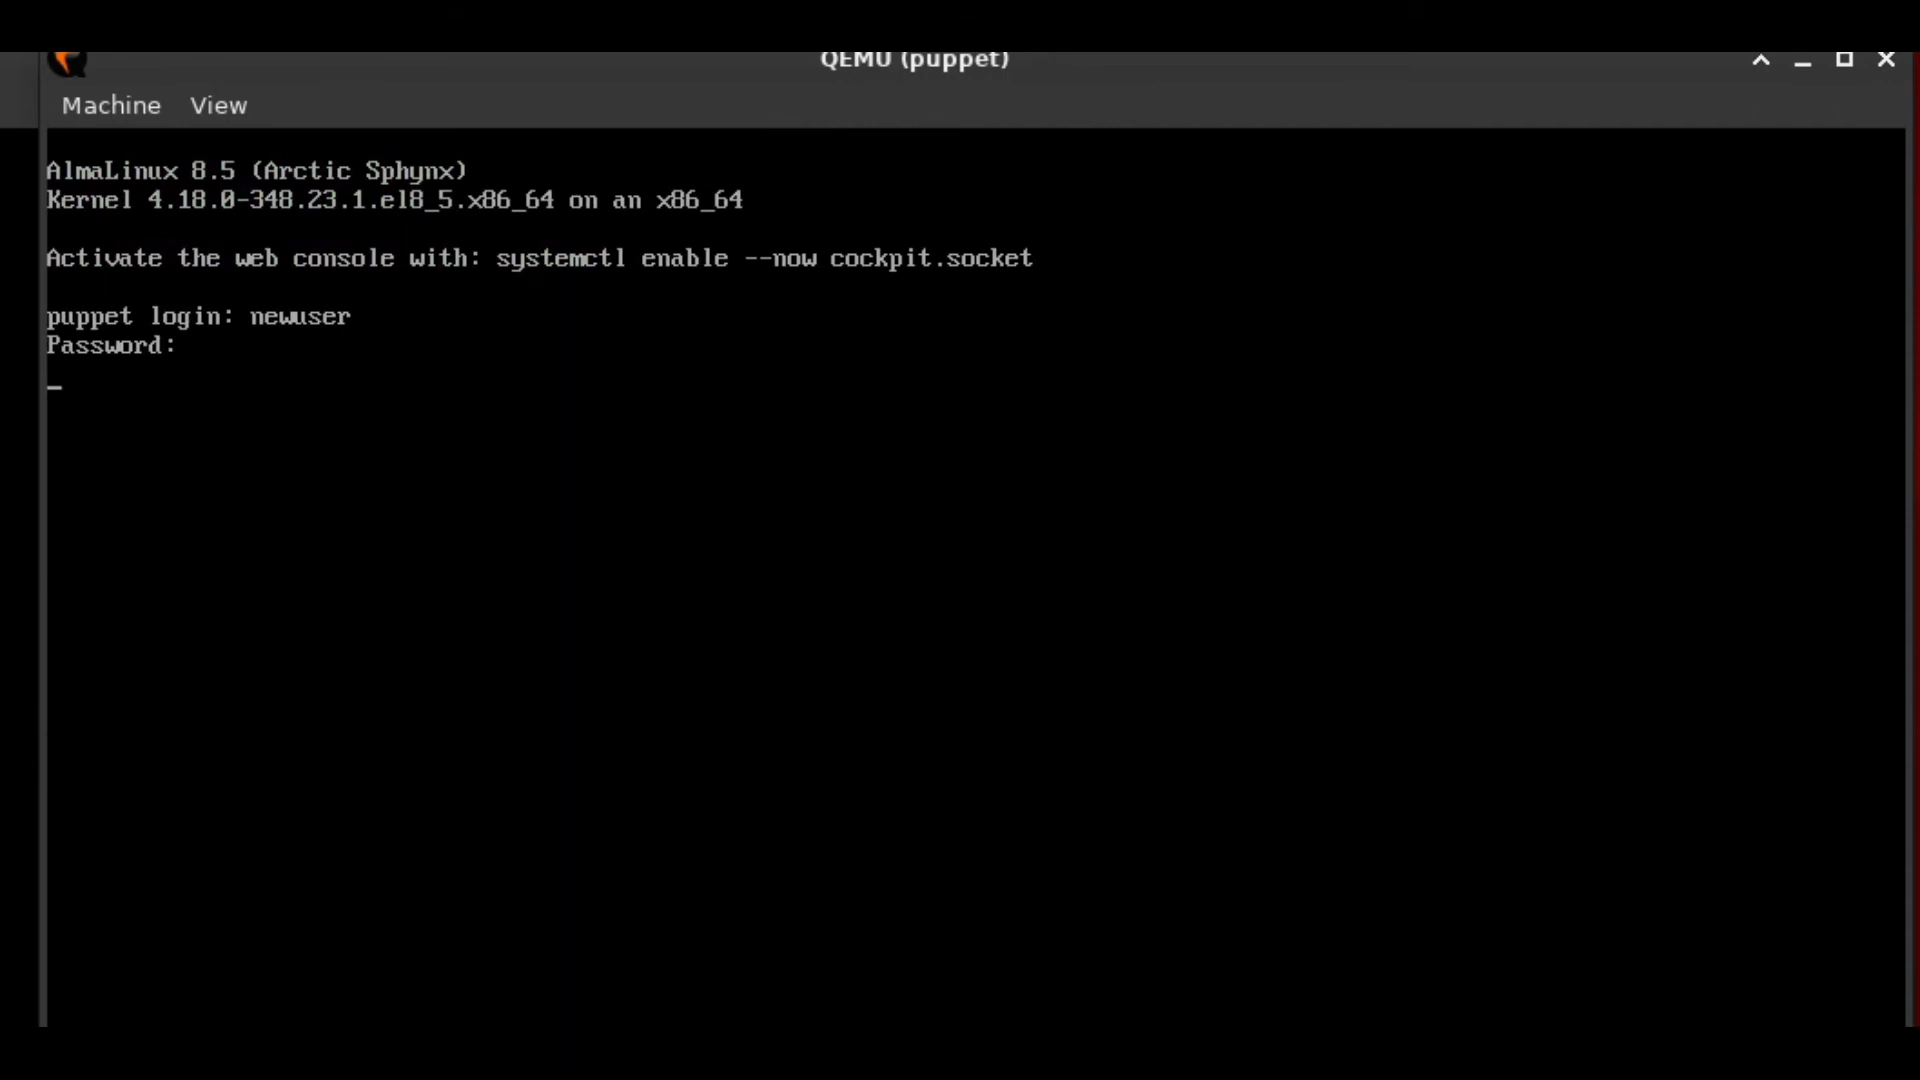 QEMU (puppet)
Machine View
AlmaLinux 8.5 (Arctic Sphynx)
Kernel 4.18.0-348.23.1.el8_5.x86_64 on an x86_64
Activate the web console with: systemctl enable --now cockpit.socket
puppet login: newuser
Password: